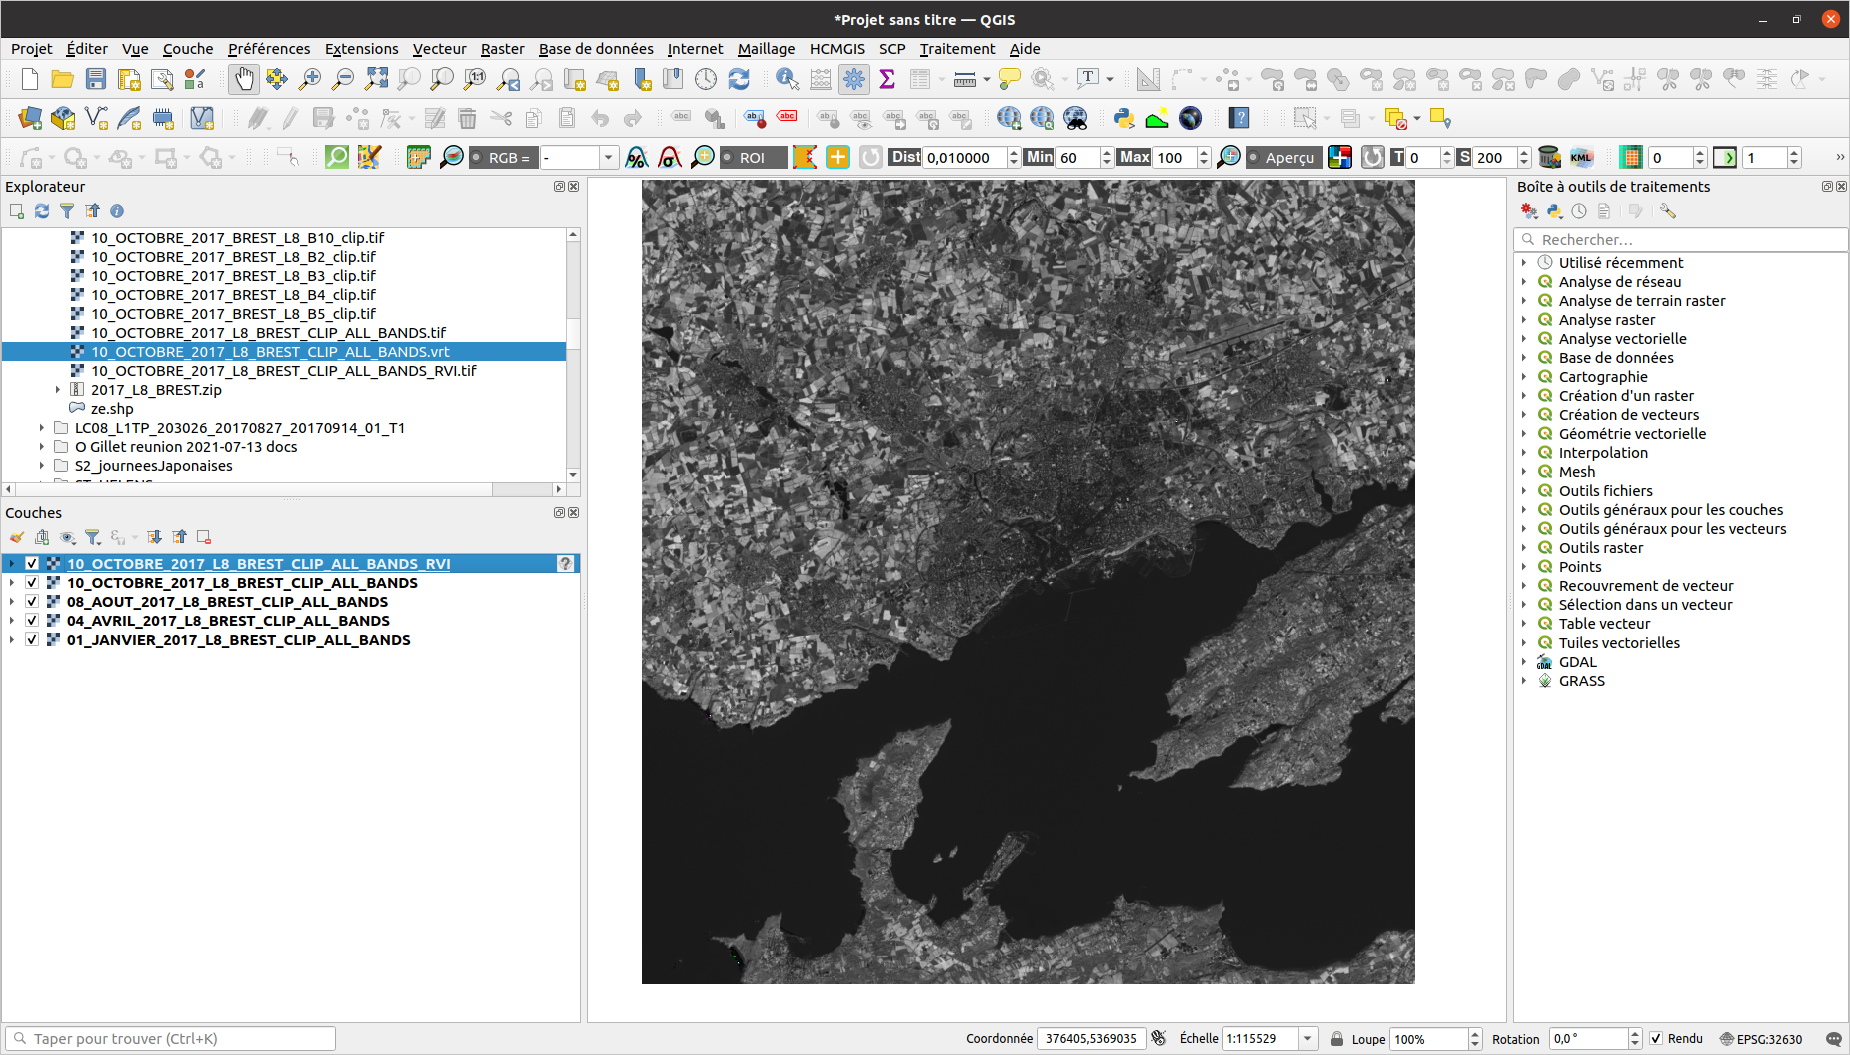 *Projet sans titre — QGIS
Projet Éditer Vue Couche Préférences Extensions Vecteur Raster Base de données Internet Maillage HCMGIS SCP Traitement Aide
RGB = - ROI Dist 0,010000 Min 60 Max 100 Aperçu T 0 S 200 KML 0 1
Explorateur
10_OCTOBRE_2017_BREST_L8_B10_clip.tif
10_OCTOBRE_2017_BREST_L8_B2_clip.tif
10_OCTOBRE_2017_BREST_L8_B3_clip.tif
10_OCTOBRE_2017_BREST_L8_B4_clip.tif
10_OCTOBRE_2017_BREST_L8_B5_clip.tif
10_OCTOBRE_2017_L8_BREST_CLIP_ALL_BANDS.tif
10_OCTOBRE_2017_L8_BREST_CLIP_ALL_BANDS.vrt
10_OCTOBRE_2017_L8_BREST_CLIP_ALL_BANDS_RVI.tif
2017_L8_BREST.zip
ze.shp
LC08_L1TP_203026_20170827_20170914_01_T1
O Gillet reunion 2021-07-13 docs
S2_journeesJaponaises
Couches
10_OCTOBRE_2017_L8_BREST_CLIP_ALL_BANDS_RVI
10_OCTOBRE_2017_L8_BREST_CLIP_ALL_BANDS
08_AOUT_2017_L8_BREST_CLIP_ALL_BANDS
04_AVRIL_2017_L8_BREST_CLIP_ALL_BANDS
01_JANVIER_2017_L8_BREST_CLIP_ALL_BANDS
Boîte à outils de traitements
Rechercher...
Utilisé récemment
Analyse de réseau
Analyse de terrain raster
Analyse raster
Analyse vectorielle
Base de données
Cartographie
Création d'un raster
Création de vecteurs
Géométrie vectorielle
Interpolation
Mesh
Outils fichiers
Outils généraux pour les couches
Outils généraux pour les vecteurs
Outils raster
Points
Recouvrement de vecteur
Sélection dans un vecteur
Table vecteur
Tuiles vectorielles
GDAL
GRASS
Taper pour trouver (Ctrl+K)
Coordonnée 376405,5369035 Échelle 1:115529 Loupe 100% Rotation 0,0 ° Rendu EPSG:32630